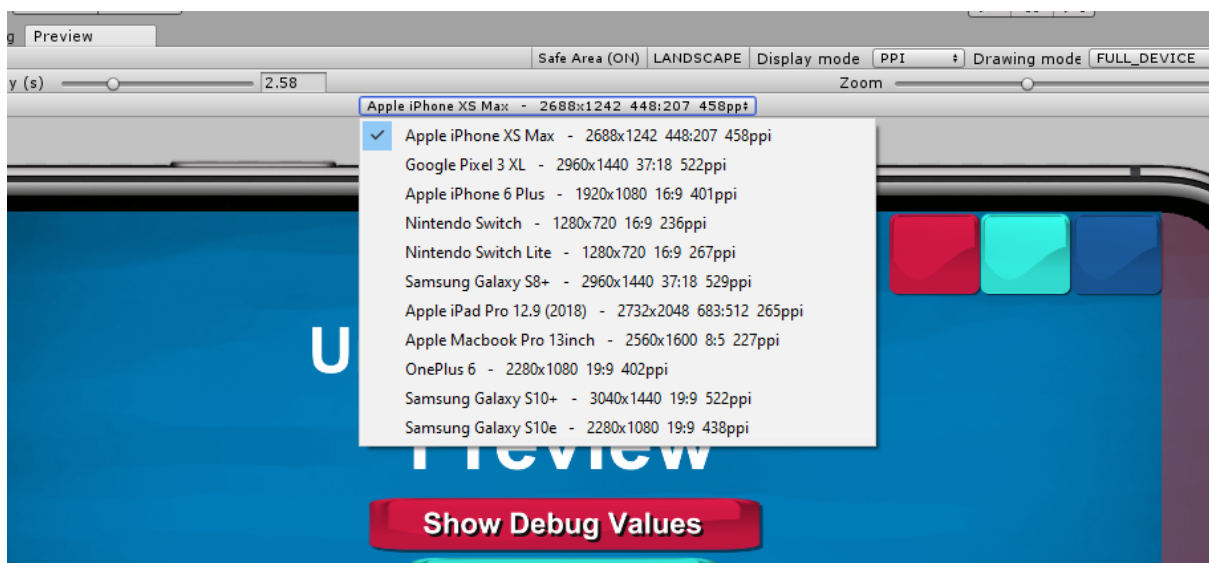 g Preview
Safe Area (ON) LANDSCAPE Display mode PPI Drawing mode FULL_DEVICE
y (s) 2.58 Zoom
Apple iPhone XS Max - 2688x1242 448:207 458pp
Apple iPhone XS Max - 2688x1242 448:207 458ppi
Google Pixel 3 XL - 2960x1440 37:18 522ppi
Apple iPhone 6 Plus - 1920x1080 16:9 401ppi
Nintendo Switch - 1280x720 16:9 236ppi
Nintendo Switch Lite - 1280x720 16:9 267ppi
Samsung Galaxy S8+ - 2960x1440 37:18 529ppi
Apple iPad Pro 12.9 (2018) - 2732x2048 683:512 265ppi
Apple Macbook Pro 13inch - 2560x1600 8:5 227ppi
OnePlus 6 - 2280x1080 19:9 402ppi
Samsung Galaxy S10+ - 3040x1440 19:9 522ppi
Samsung Galaxy S10e - 2280x1080 19:9 438ppi
U
Preview
Show Debug Values